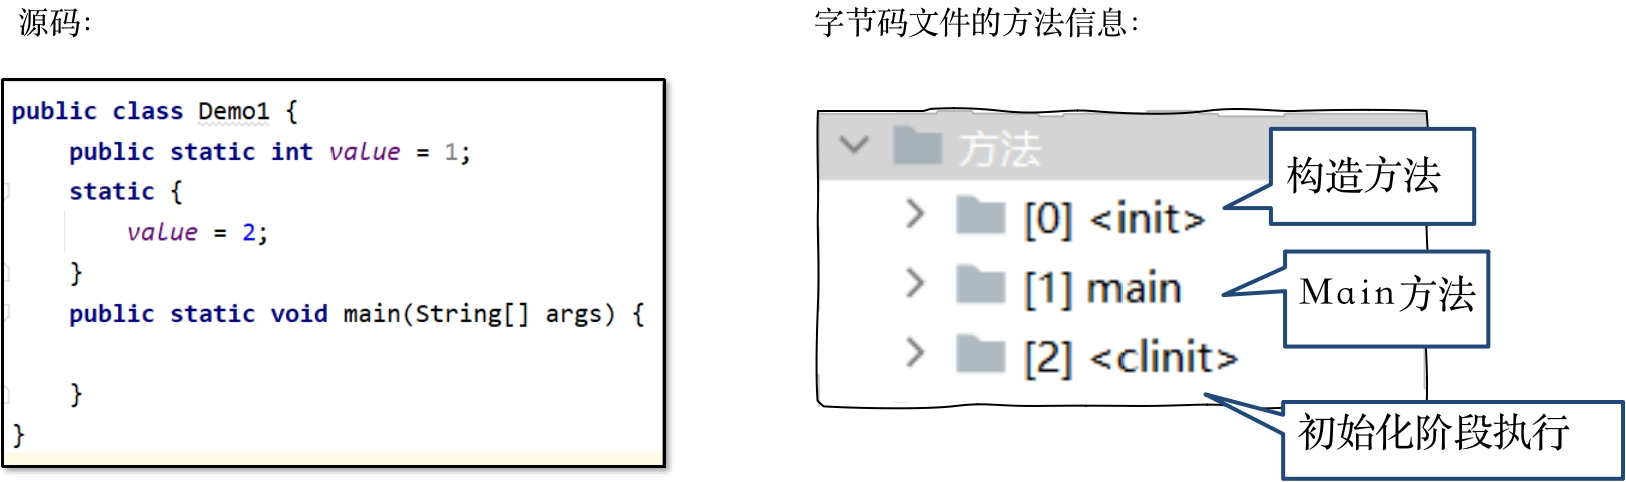 源码:
public class Demo1 {
public static int value = 1;
static {
value = 2;
}
public static void main(String[] args) {
}
}
字节码文件的方法信息:
方法
[0] <init>
构造方法
[1] main
Main方法
[2] <clinit>
初始化阶段执行